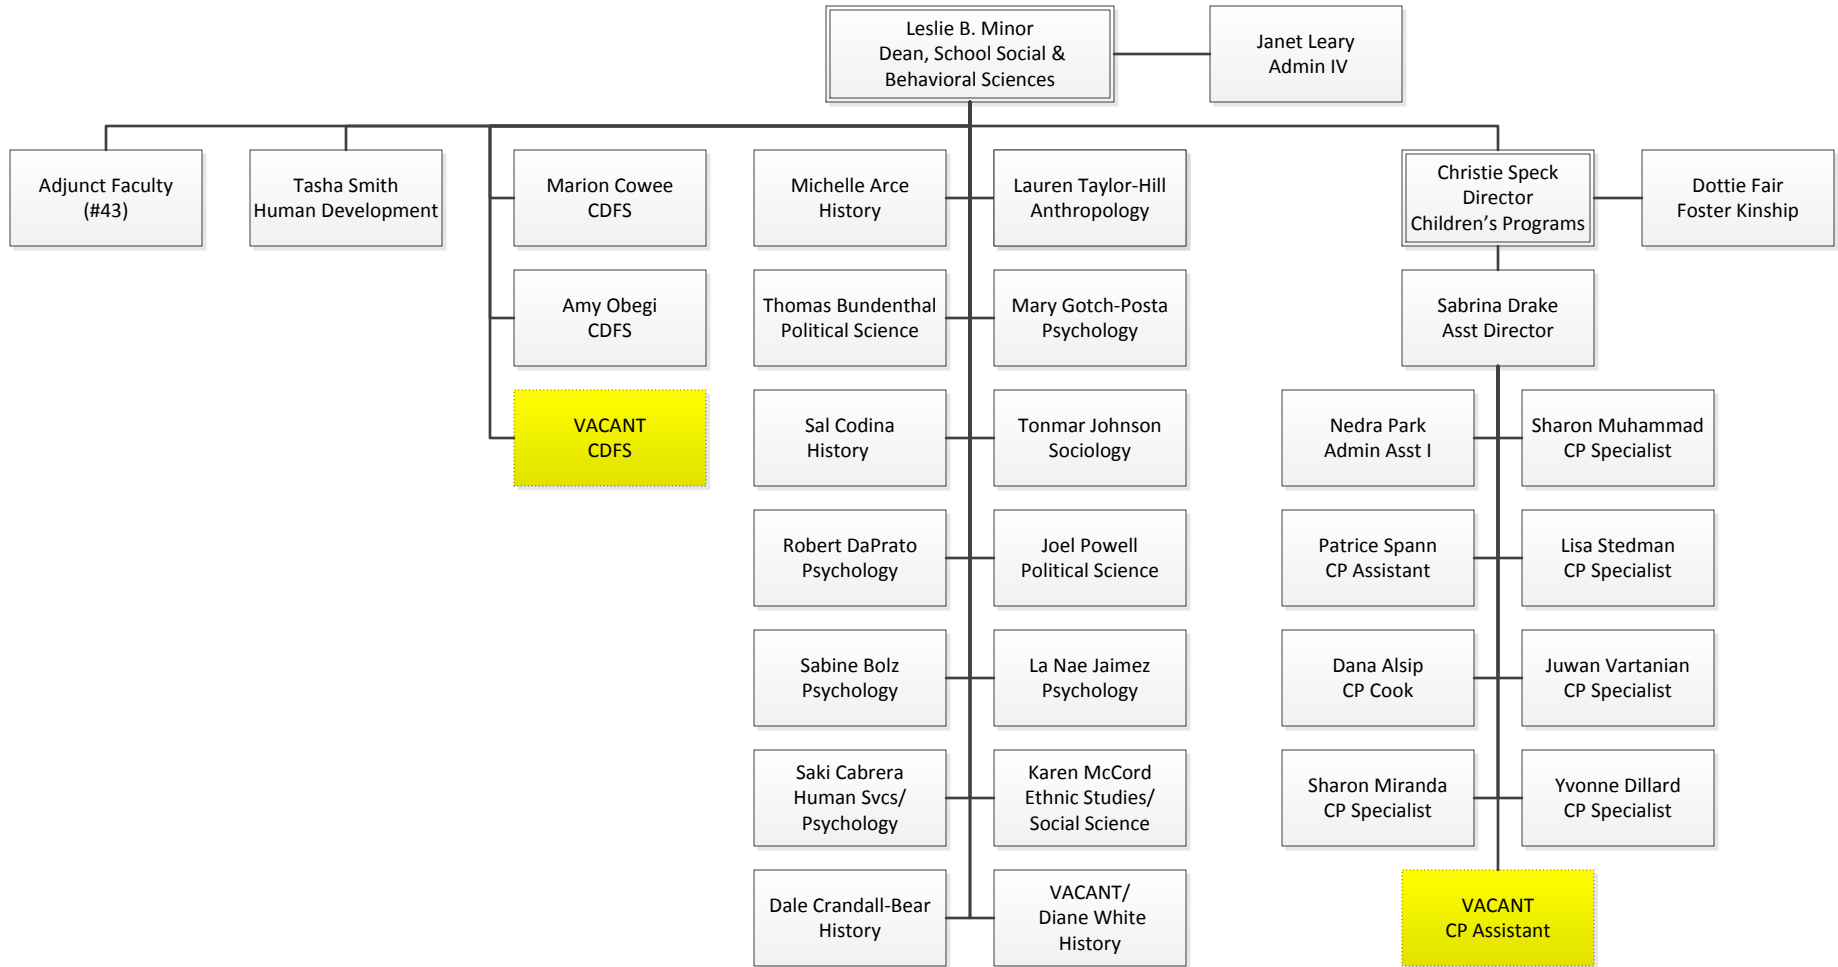 Leslie B. Minor
Dean, School Social &
Behavioral Sciences
Janet Leary
Admin IV
Adjunct Faculty
(#43)
Tasha Smith
Human Development
Marion Cowee
CDFS
Michelle Arce
History
Lauren Taylor-Hill
Anthropology
Christie Speck
Director
Children’s Programs
Dottie Fair
Foster Kinship
Amy Obegi
CDFS
Thomas Bundenthal
Political Science
Mary Gotch-Posta
Psychology
Sabrina Drake
Asst Director
VACANT
CDFS
Sal Codina
History
Tonmar Johnson
Sociology
Nedra Park
Admin Asst I
Sharon Muhammad
CP Specialist
Robert DaPrato
Psychology
Joel Powell
Political Science
Patrice Spann
CP Assistant
Lisa Stedman
CP Specialist
Sabine Bolz
Psychology
La Nae Jaimez
Psychology
Dana Alsip
CP Cook
Juwan Vartanian
CP Specialist
Saki Cabrera
Human Svcs/
Psychology
Karen McCord
Ethnic Studies/
Social Science
Sharon Miranda
CP Specialist
Yvonne Dillard
CP Specialist
Dale Crandall-Bear
History
VACANT/
Diane White
History
VACANT
CP Assistant